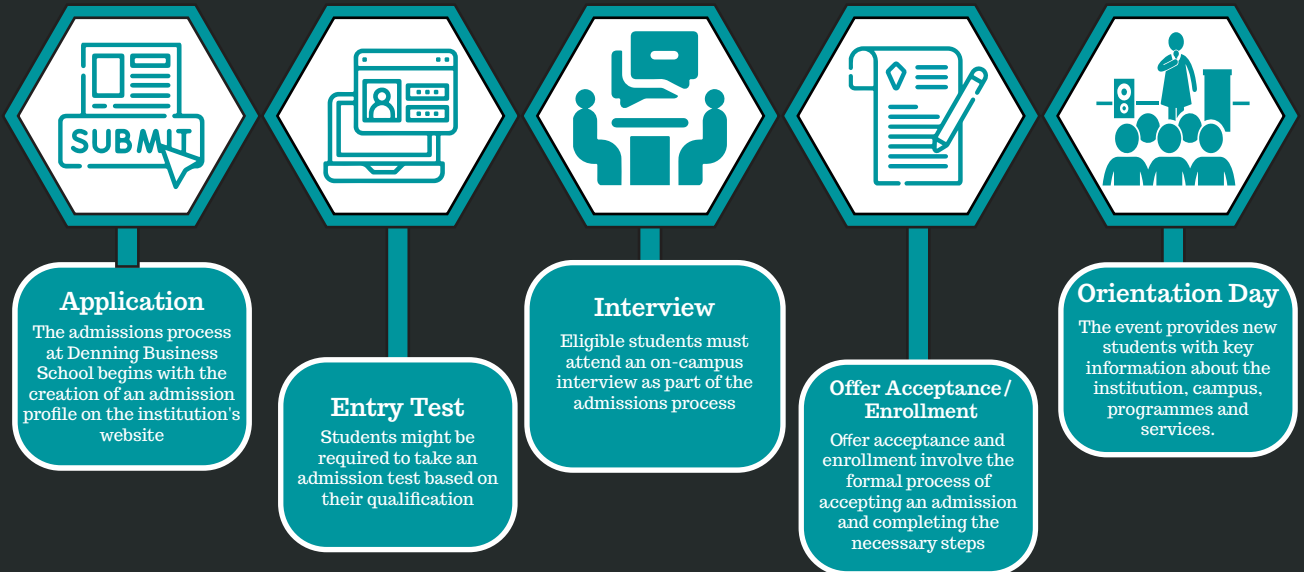 SUBMIT
Application
The admissions process
at Denning Business
School begins with the
creation of an admission
profile on the institution's
website
Entry Test
Students might be
required to take an
admission test based on
their qualification
Interview
Eligible students must
attend an on-campus
interview as part of the
admissions process
Offer Acceptance/
Enrollment
Offer acceptance and
enrollment involve the
formal process of
accepting an admission
and completing the
necessary steps
Orientation Day
The event provides new
students with key
information about the
institution, campus,
programmes and
services.